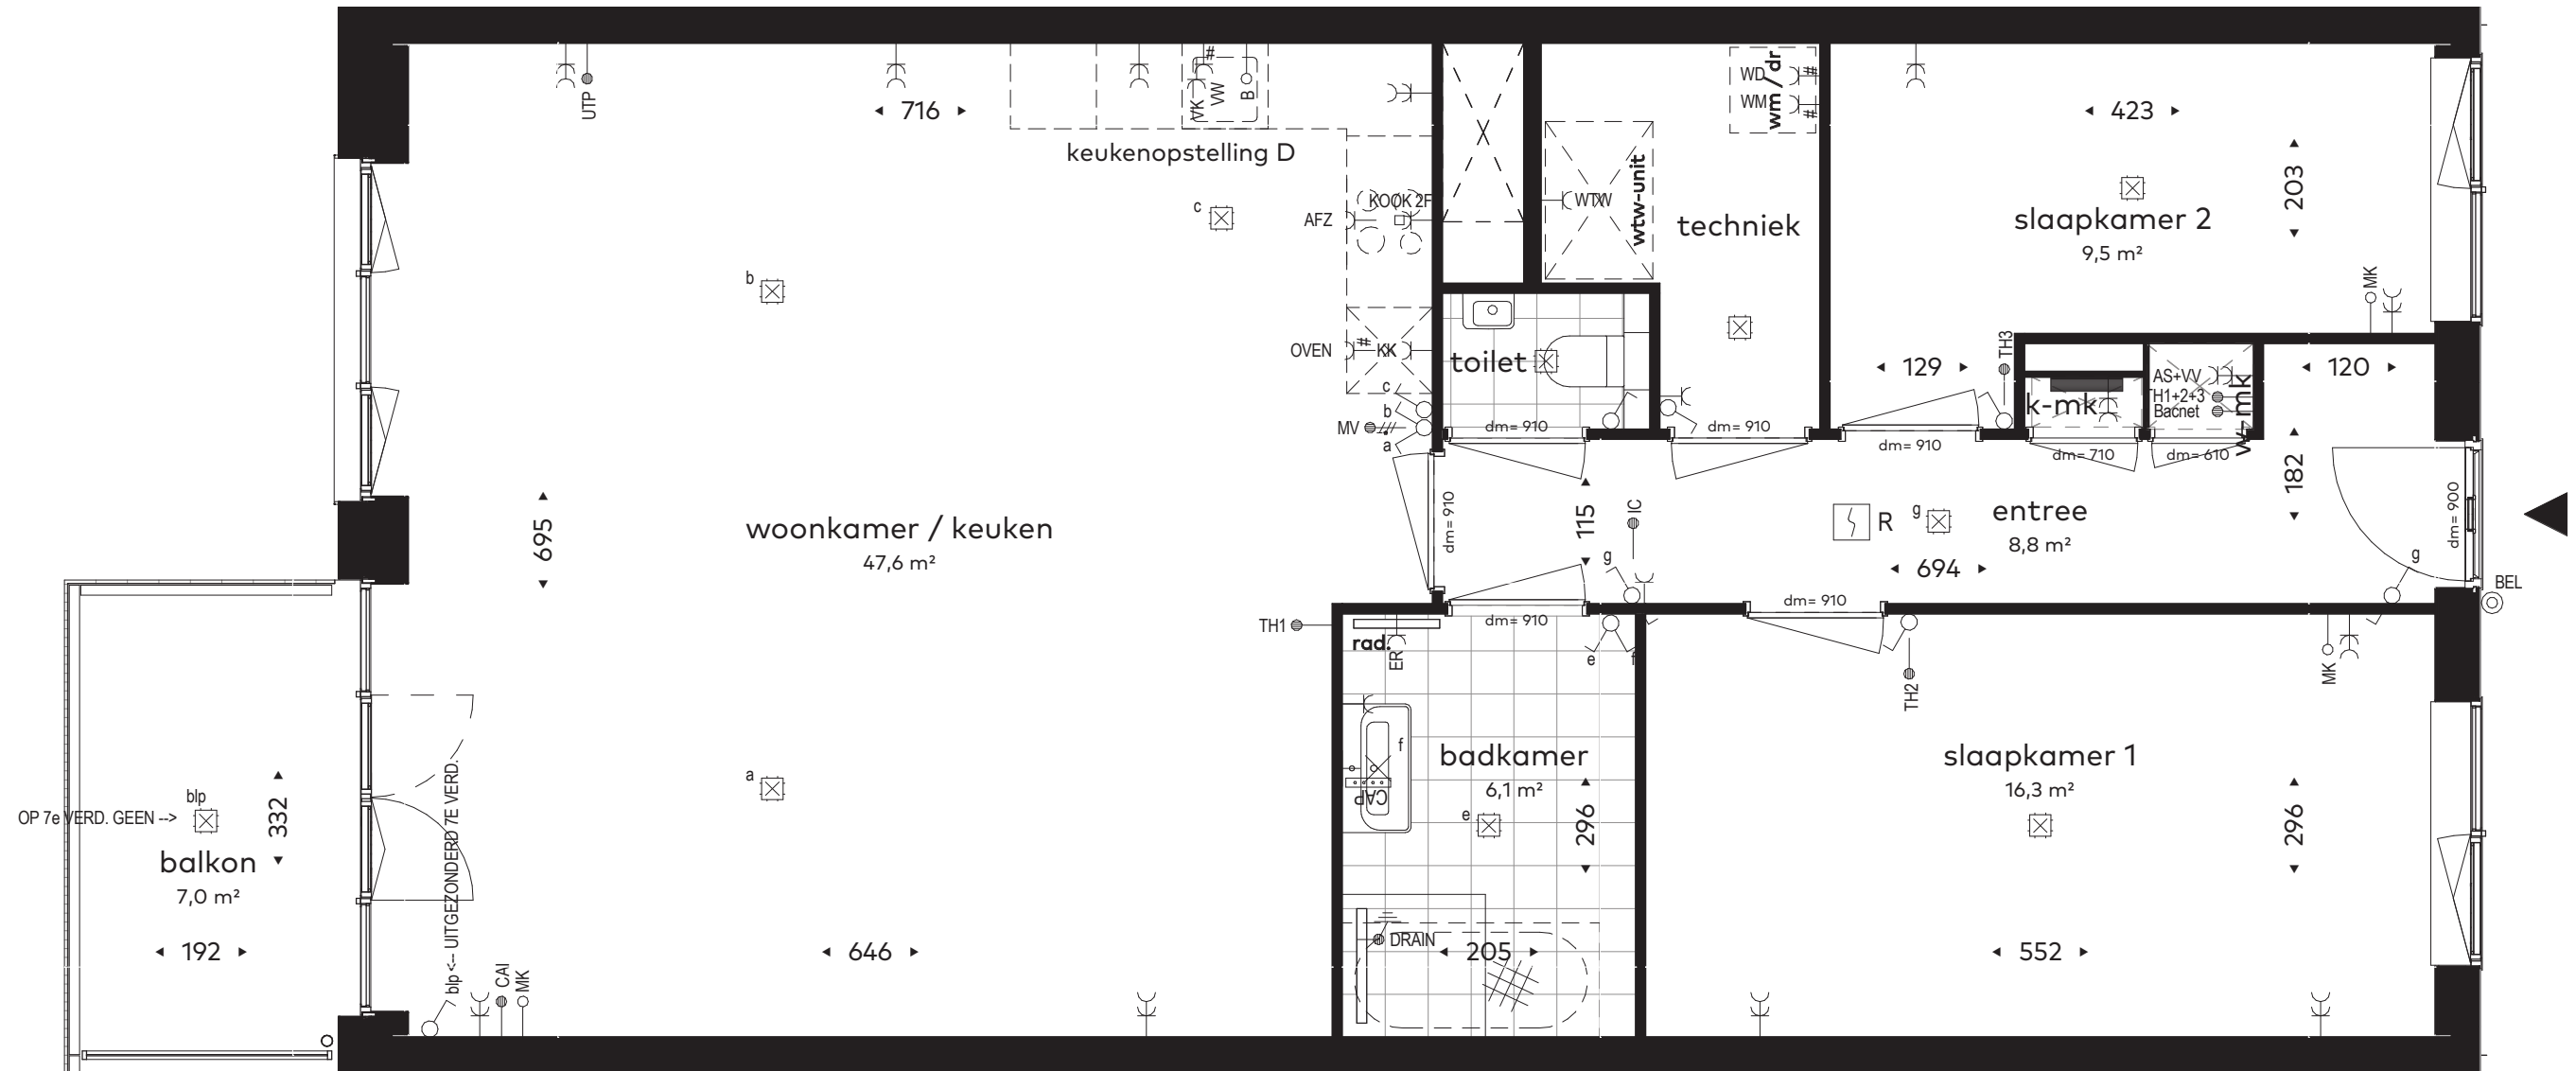 UTP
716
VK
VW
#
B
keukenopstelling D
c
AFZ
KOOK 2F
b
OVEN
#
KK
c
b
MV
a
695
woonkamer / keuken
47,6 m²
TH1
a
646
blp <-- UITGEZONDERD 7E VERD.
CAI
MK
blp
OP 7e VERD. GEEN -->
332
balkon
7,0 m²
192
WD
#
WM
#
wm / dr
WTW
wtw-unit
techniek
toilet
dm= 910
dm= 910
423
203
slaapkamer 2
9,5 m²
MK
129
TH3
dm= 910
k-mk
dm= 710
AS+VV
TH1+2+3
Bacnet
w-mk
dm= 610
120
182
dm= 910
115
IC
g
R
g
entree
8,8 m²
694
dm= 900
g
BEL
dm= 910
dm= 910
rad.
ER
e
f
f
CAP
badkamer
6,1 m²
e
296
DRAIN
205
TH2
MK
slaapkamer 1
16,3 m²
296
552